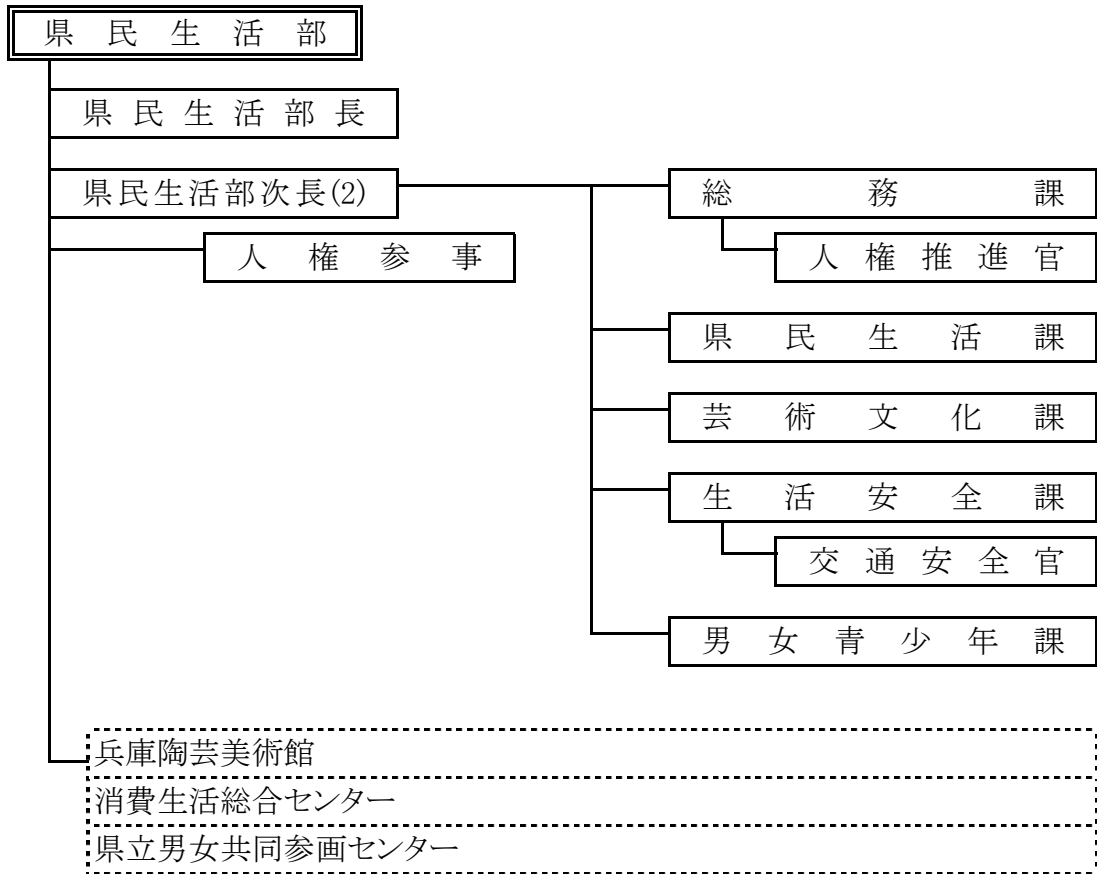 県民生活部
県民生活部長
県民生活部次長(2)
総務課
人権参事
人権推進官
県民生活課
芸術文化課
生活安全課
交通安全官
男女青少年課
兵庫陶芸美術館
消費生活総合センター
県立男女共同参画センター